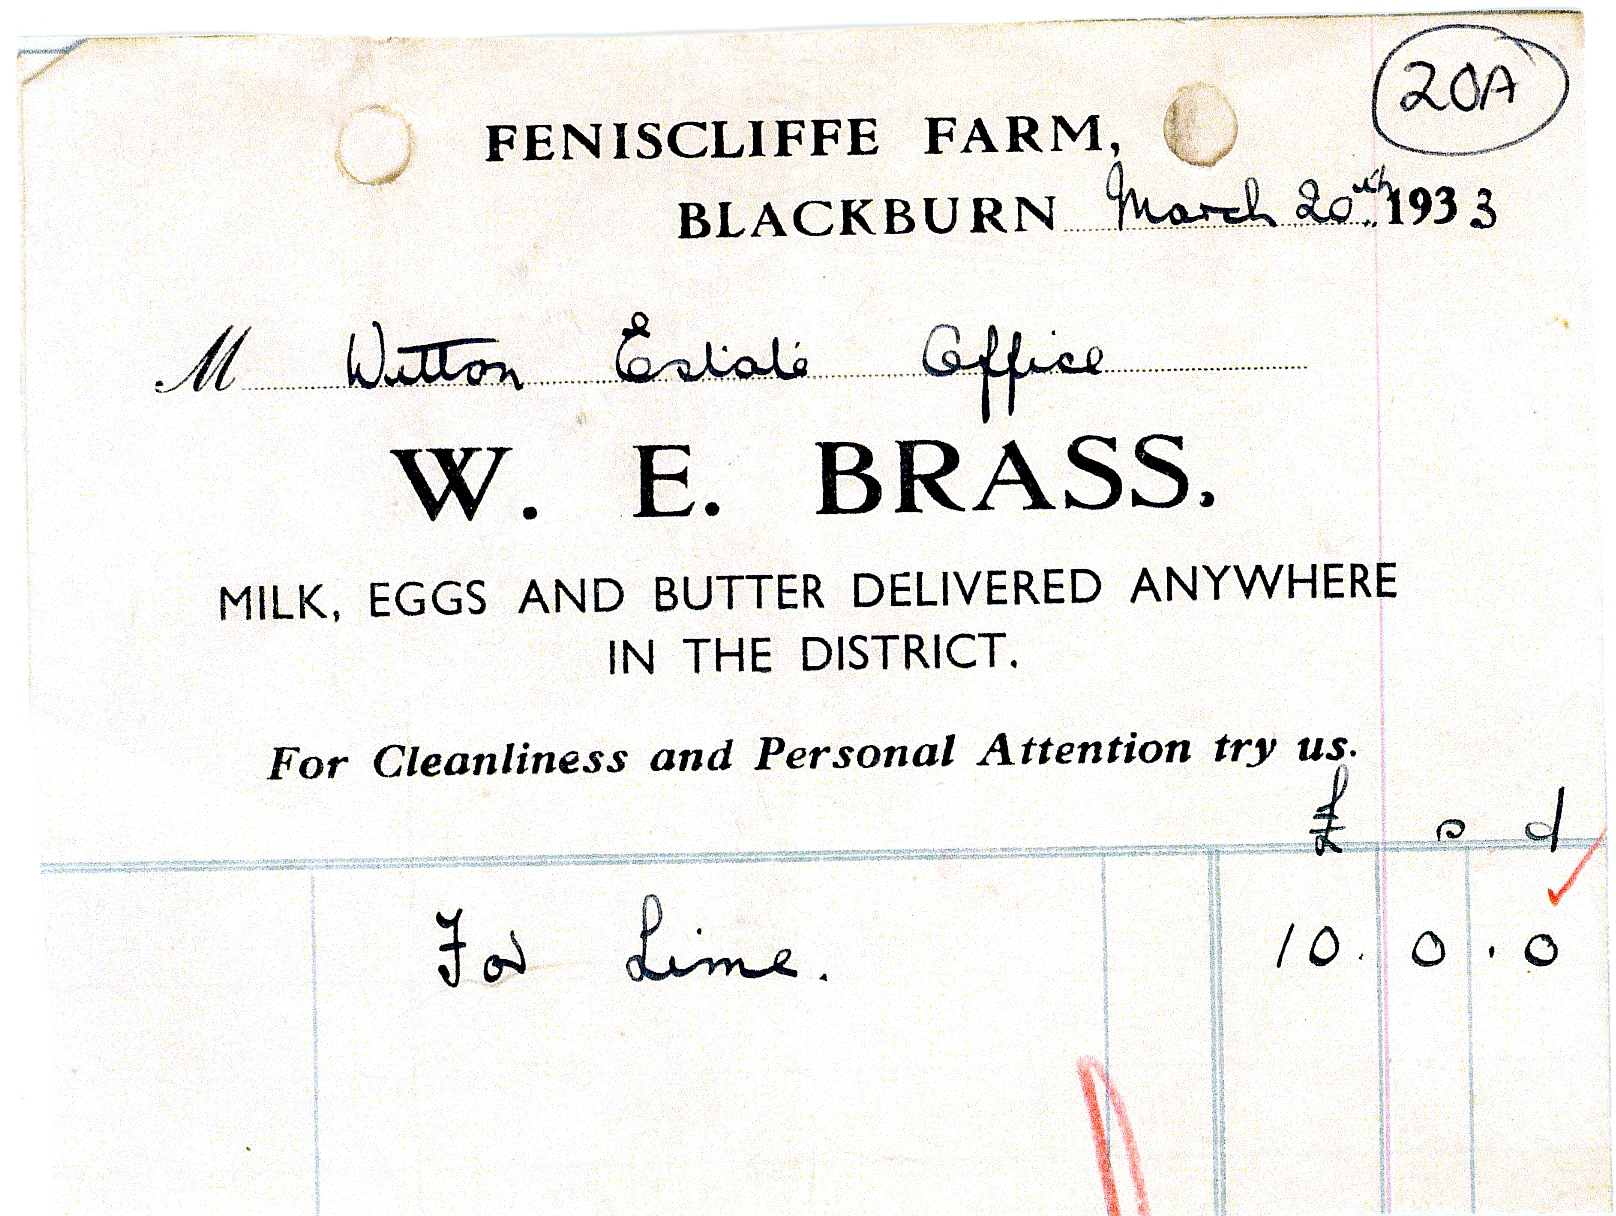 20A
FENISCLIFFE FARM,
BLACKBURN March 20th 1933
M Witton Estate Office
W. E. BRASS.
MILK, EGGS AND BUTTER DELIVERED ANYWHERE
IN THE DISTRICT.
For Cleanliness and Personal Attention try us.
£ s d
For Lime. 10. 0. 0